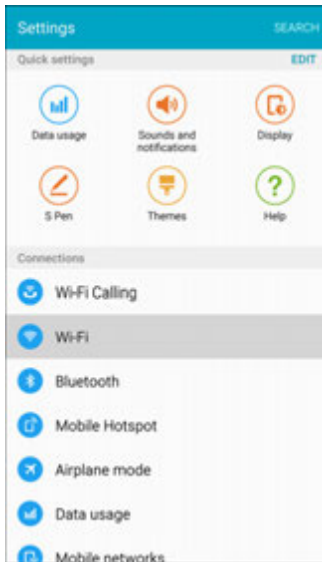 Settings SEARCH
Quick settings EDIT
Data usage Sounds and notifications Display
S Pen Themes Help
Connections
Wi-Fi Calling
Wi-Fi
Bluetooth
Mobile Hotspot
Airplane mode
Data usage
Mobile networks